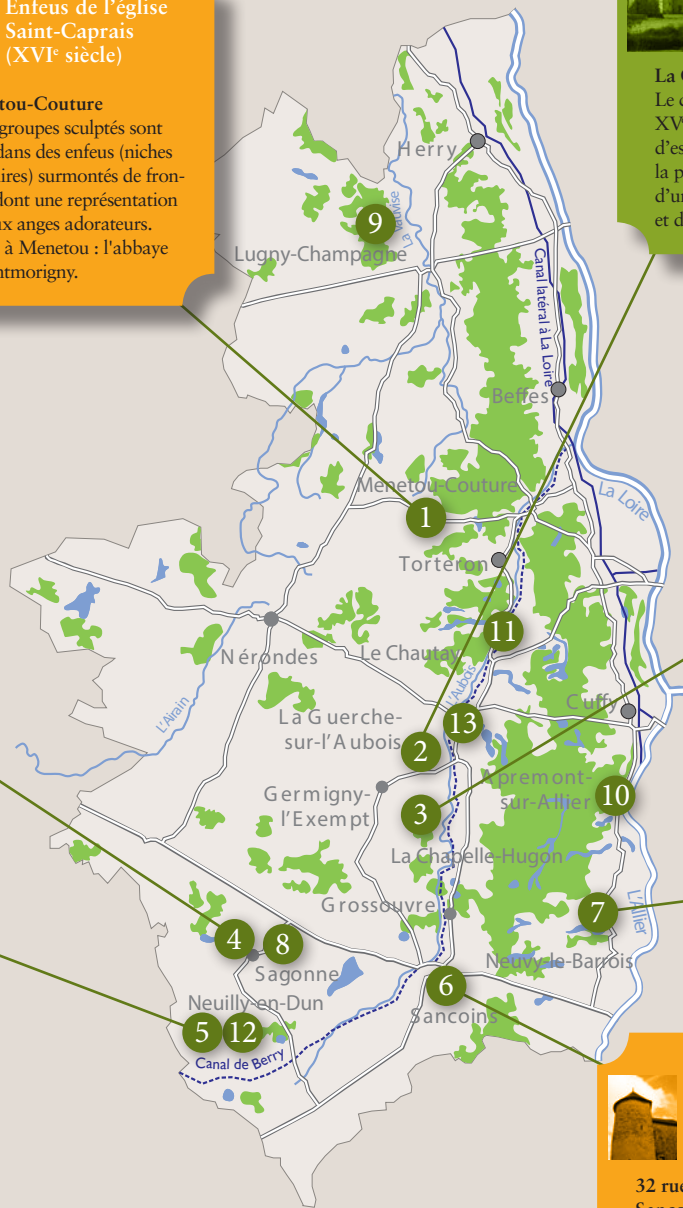 Enfeus de l'église
Saint-Caprais
(XVIe siècle)
tou-Couture
groupes sculptés sont
dans des enfeus (niches
aires) surmontés de fron-
dont une représentation
ux anges adorateurs.
à Menetou : l'abbaye
ntmorigny.
La
Le
XV
d'es
la p
d'un
et d
Herry
La Vauvise
9
Lugny-Champagne
Canal latéral à La Loire
Beffes
Menetou-Couture
1
La Loire
Torteron
11
Nérondes
Le Chautay
L'Aubois
L'Airain
La Guerche-
sur-l'Aubois
13
2
Cuffy
Germigny-
l'Exempt
3
Apremont-
sur-Allier
10
La Chapelle-Hugon
Grossouvre
7
L'Allier
4
8
Sagonne
Neuvy-le-Barrois
Neuilly-en-Dun
6
Sancoins
5
12
Canal de Berry
32 rue